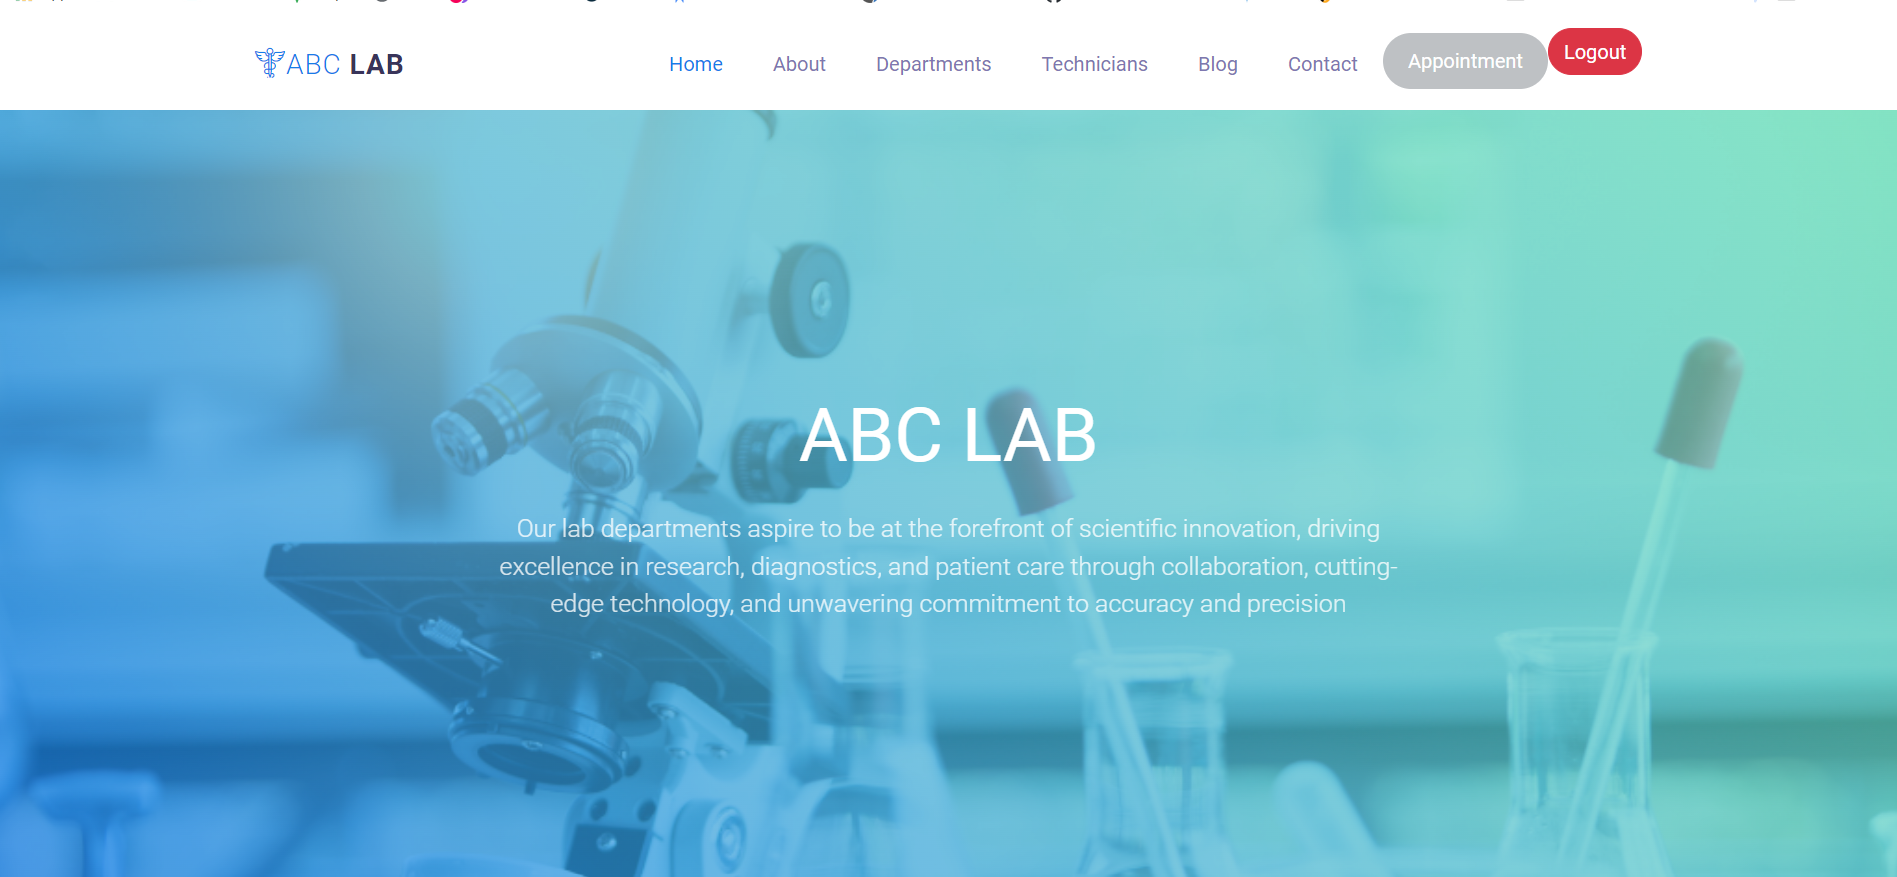 ABC LAB
Home About Departments Technicians Blog Contact Appointment Logout
ABC LAB
Our lab departments aspire to be at the forefront of scientific innovation, driving
excellence in research, diagnostics, and patient care through collaboration, cutting-
edge technology, and unwavering commitment to accuracy and precision